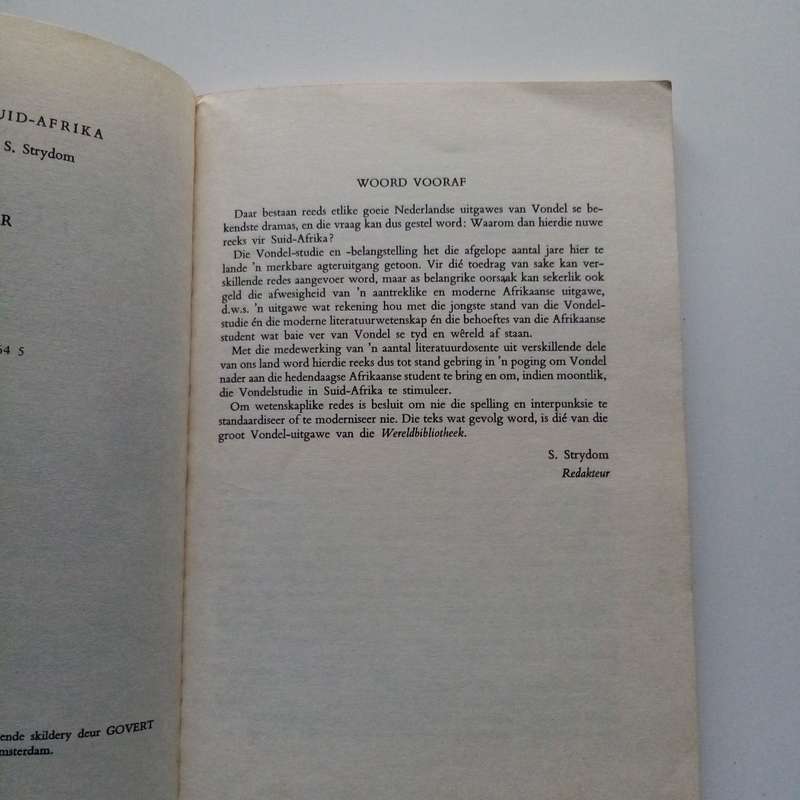 UID-AFRIKA
S. Strydom
R
64 5
ende skildery deur GOVERT
msterdam.
WOORD VOORAF
Daar bestaan reeds etlike goeie Nederlandse uitgawes van Vondel se be-
kendste dramas, en die vraag kan dus gestel word: Waarom dan hierdie nuwe
reeks vir Suid-Afrika?
Die Vondel-studie en -belangstelling het die afgelope aantal jare hier te
lande 'n merkbare agteruitgang getoon. Vir dié toedrag van sake kan ver-
skillende redes aangevoer word, maar as belangrike oorsaak kan sekerlik ook
geld die afwesigheid van 'n aantreklike en moderne Afrikaanse uitgawe,
d.w.s. 'n uitgawe wat rekening hou met die jongste stand van die Vondel-
studie én die moderne literatuurwetenskap én die behoeftes van die Afrikaanse
student wat baie ver van Vondel se tyd en wêreld af staan.
Met die medewerking van 'n aantal literatuurdosente uit verskillende dele
van ons land word hierdie reeks dus tot stand gebring in 'n poging om Vondel
nader aan die hedendaagse Afrikaanse student te bring en om, indien moontlik,
die Vondelstudie in Suid-Afrika te stimuleer.
Om wetenskaplike redes is besluit om nie die spelling en interpunksie te
standaardiseer of te moderniseer nie. Die teks wat gevolg word, is dié van die
groot Vondel-uitgawe van die Wereldbibliotheek.
S. Strydom
Redakteur